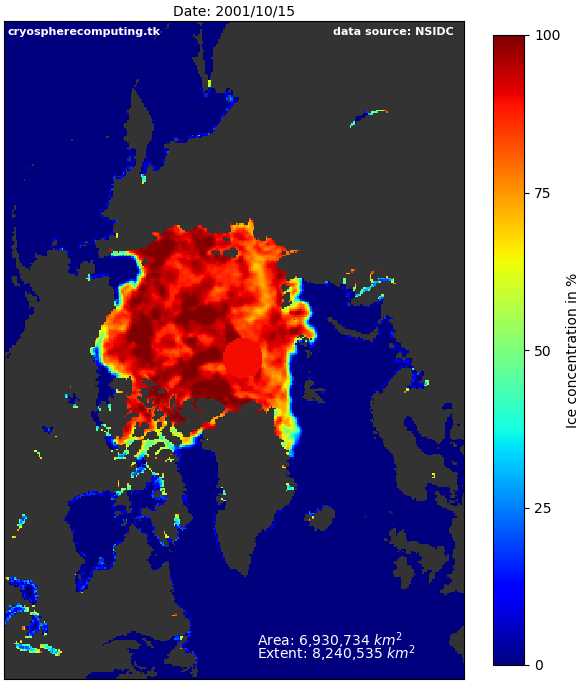 Date: 2001/10/15
cryospherecomputing.tk
data source: NSIDC
100
75
50
25
0
Ice concentration in %
Area: 6,930,734 km²
Extent: 8,240,535 km²